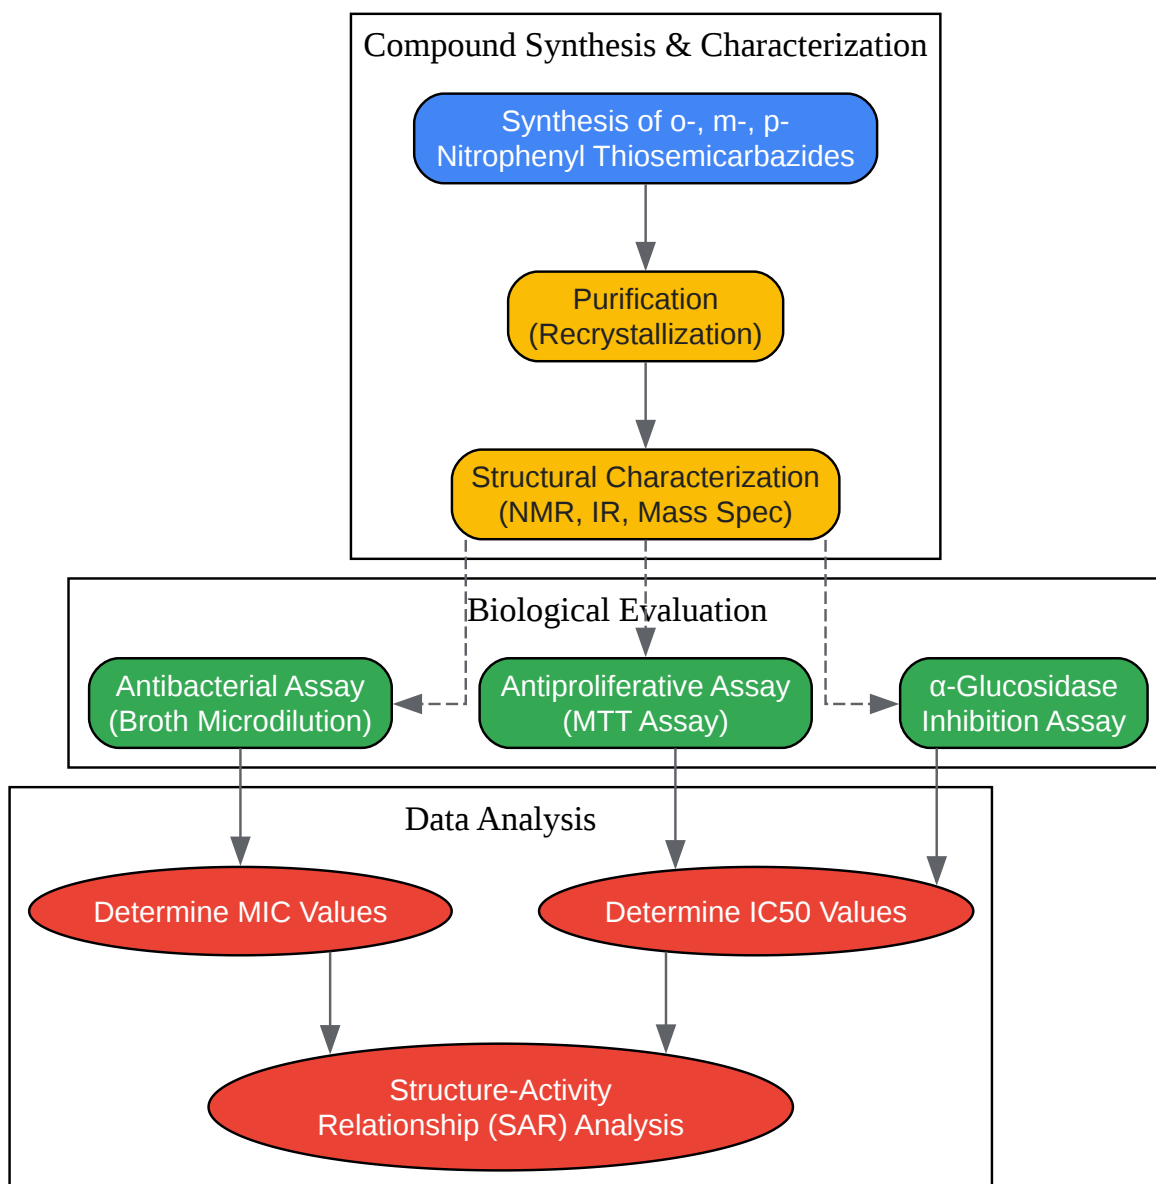 Compound Synthesis & Characterization
Synthesis of o-, m-, p-
Nitrophenyl Thiosemicarbazides
Purification
(Recrystallization)
Structural Characterization
(NMR, IR, Mass Spec)
Biological Evaluation
Antibacterial Assay
(Broth Microdilution)
Antiproliferative Assay
(MTT Assay)
α-Glucosidase
Inhibition Assay
Data Analysis
Determine MIC Values
Determine IC50 Values
Structure-Activity
Relationship (SAR) Analysis